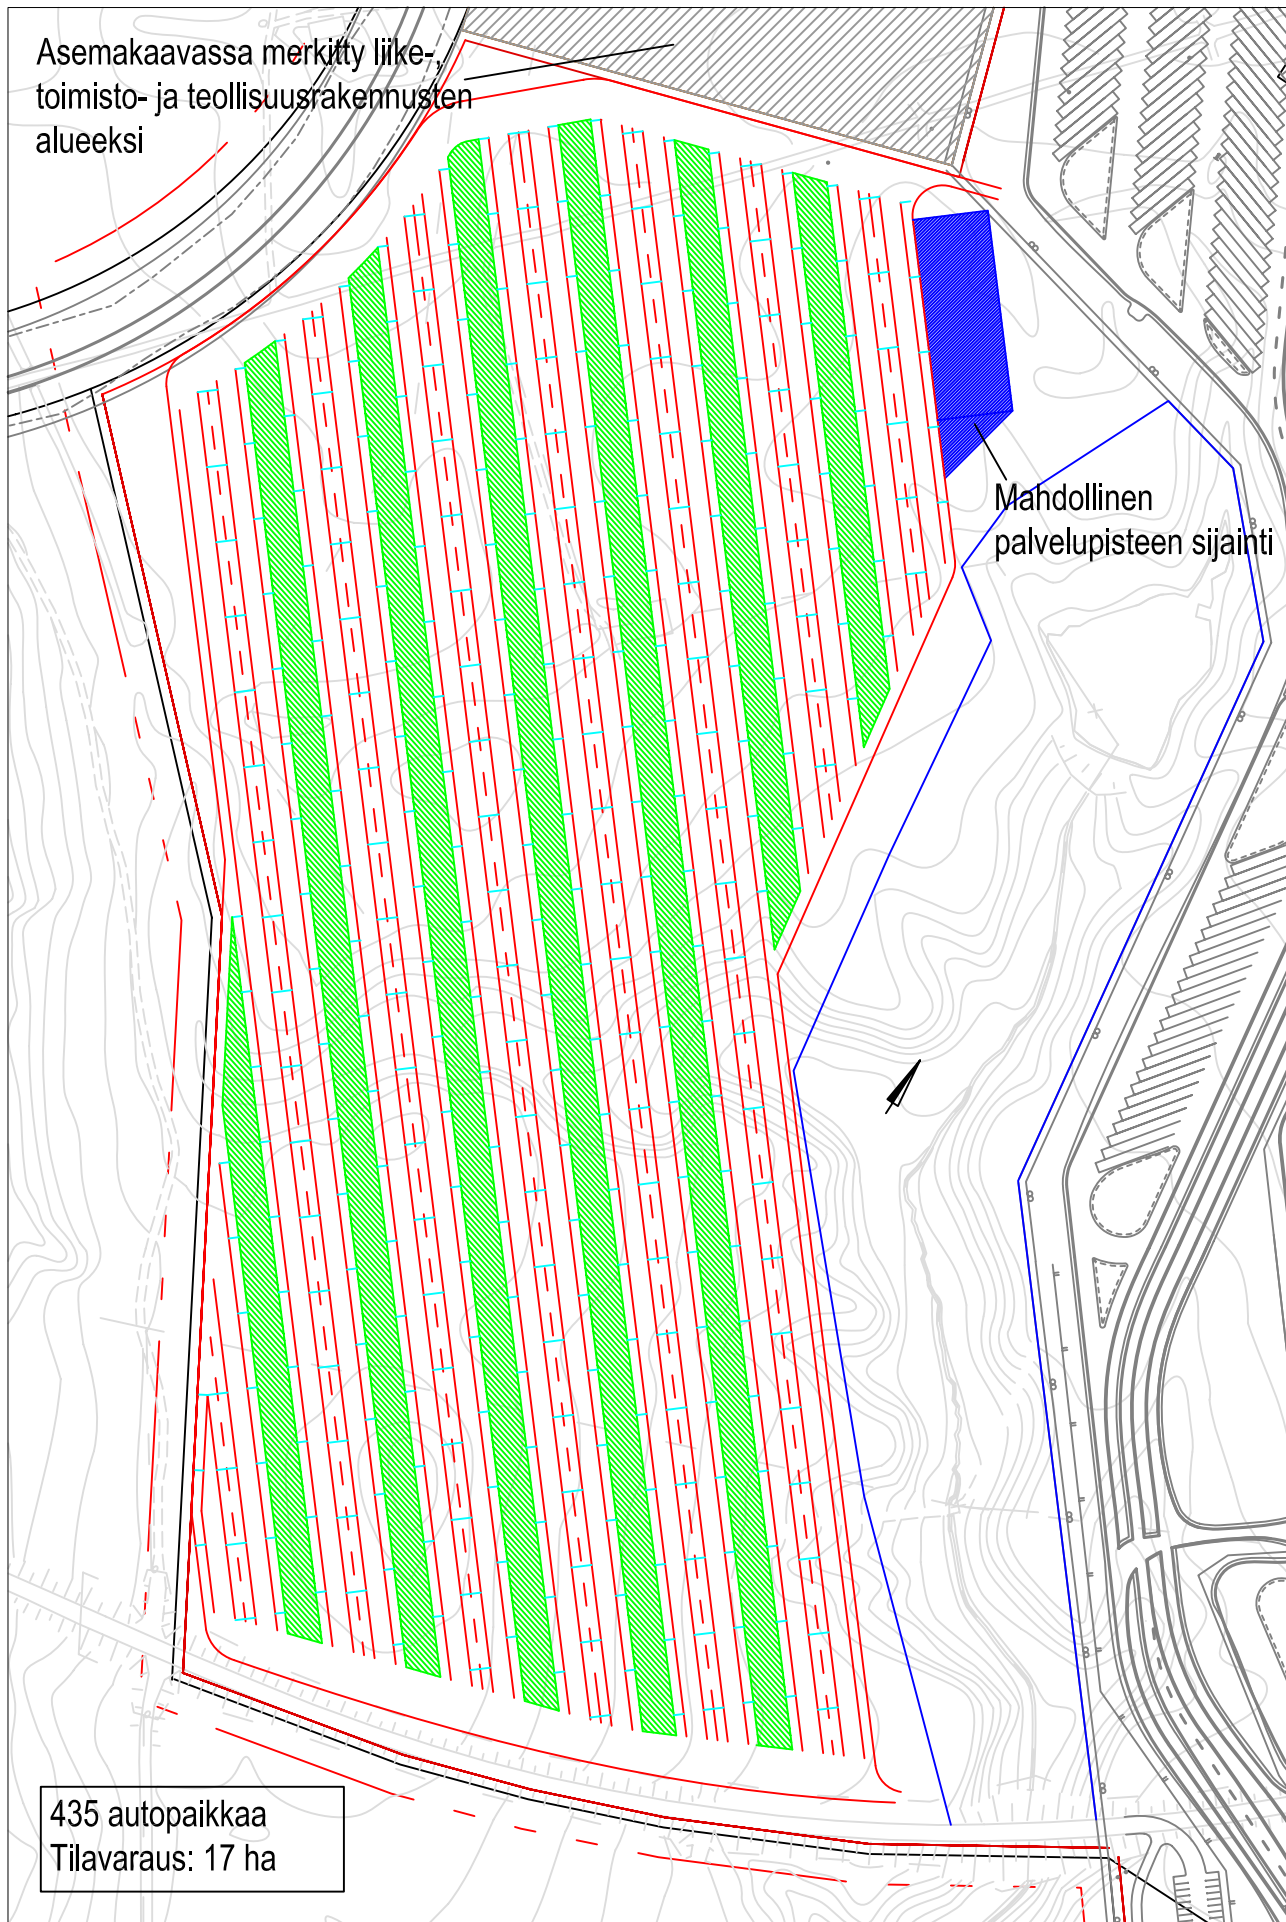 Asemakaavassa merkitty liike-,
toimisto- ja teollisuusrakennusten
alueeksi
Mahdollinen
palvelupisteen sijainti
435 autopaikkaa
Tilavaraus: 17 ha